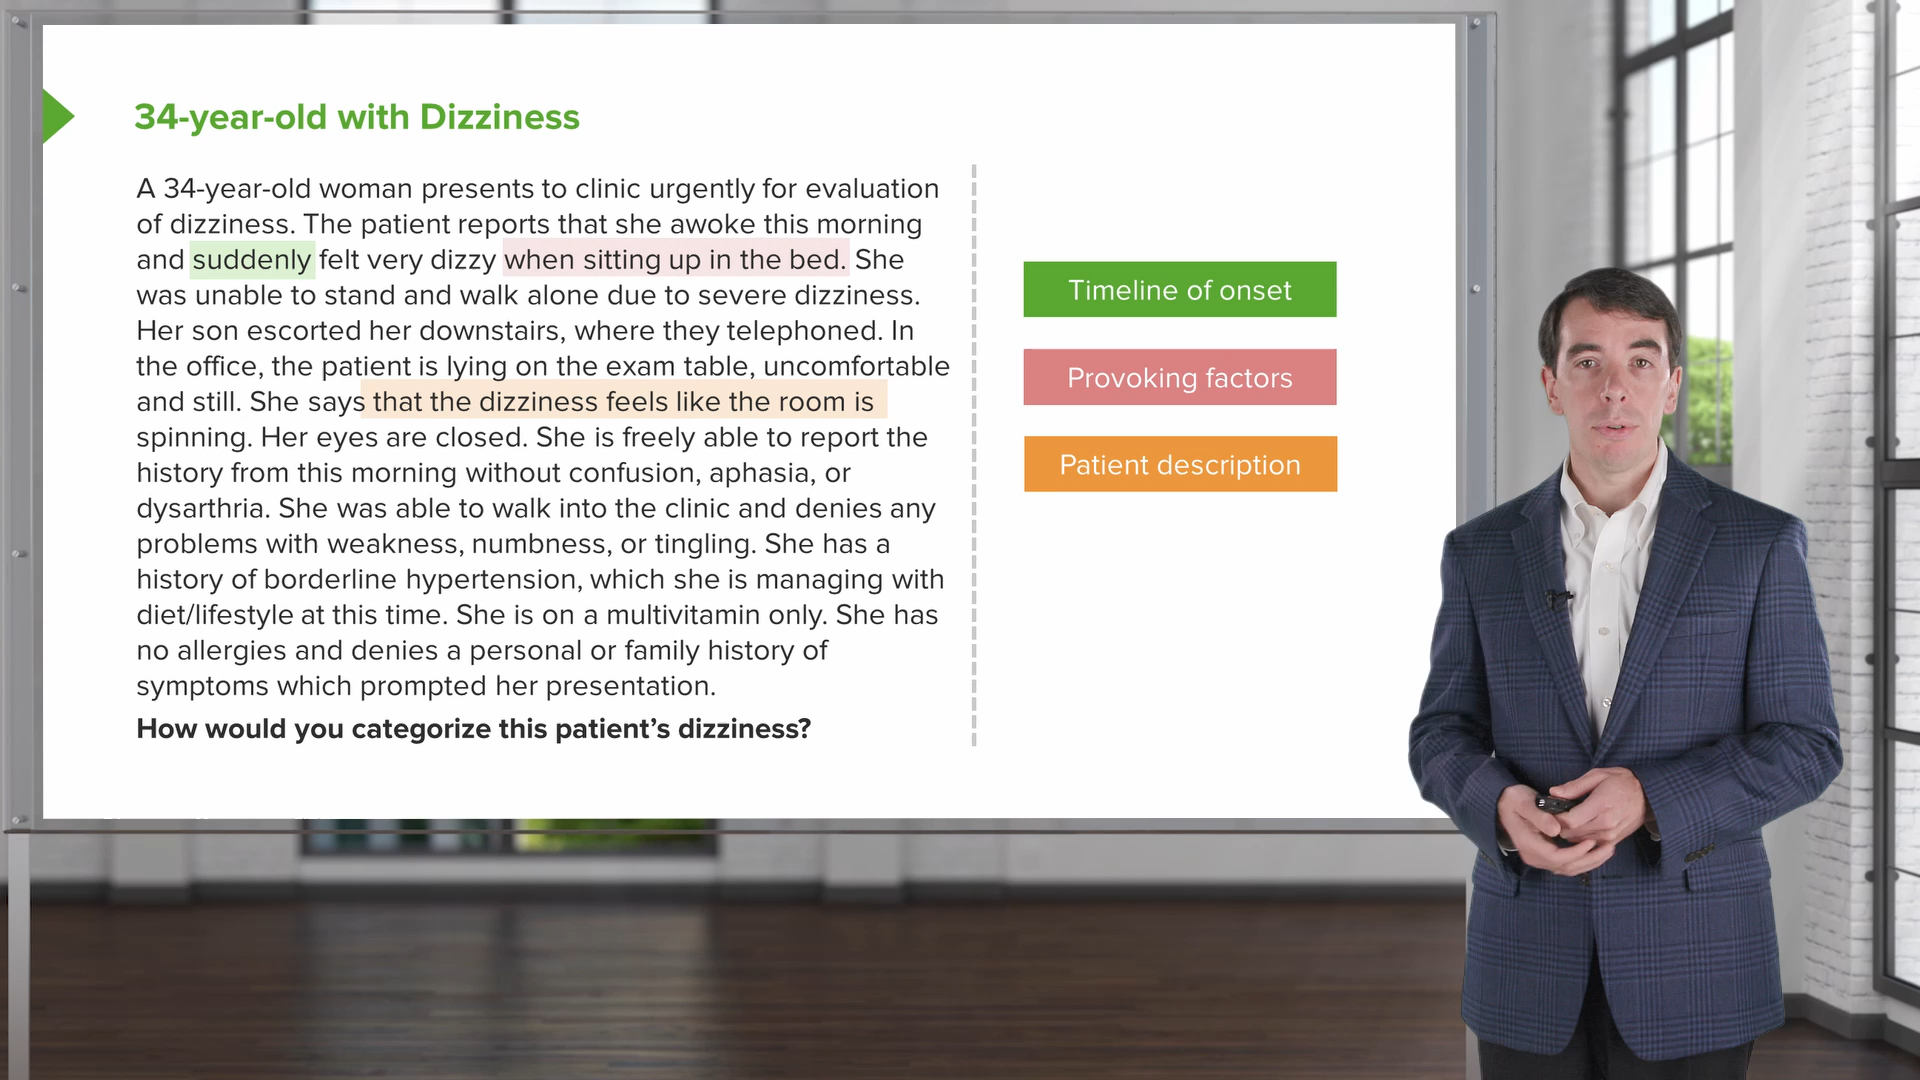 34-year-old with Dizziness
A 34-year-old woman presents to clinic urgently for evaluation
of dizziness. The patient reports that she awoke this morning
and suddenly felt very dizzy when sitting up in the bed. She
was unable to stand and walk alone due to severe dizziness.
Her son escorted her downstairs, where they telephoned. In
the office, the patient is lying on the exam table, uncomfortable
and still. She says that the dizziness feels like the room is
spinning. Her eyes are closed. She is freely able to report the
history from this morning without confusion, aphasia, or
dysarthria. She was able to walk into the clinic and denies any
problems with weakness, numbness, or tingling. She has a
history of borderline hypertension, which she is managing with
diet/lifestyle at this time. She is on a multivitamin only. She has
no allergies and denies a personal or family history of
symptoms which prompted her presentation.
How would you categorize this patient's dizziness?
Timeline of onset
Provoking factors
Patient description